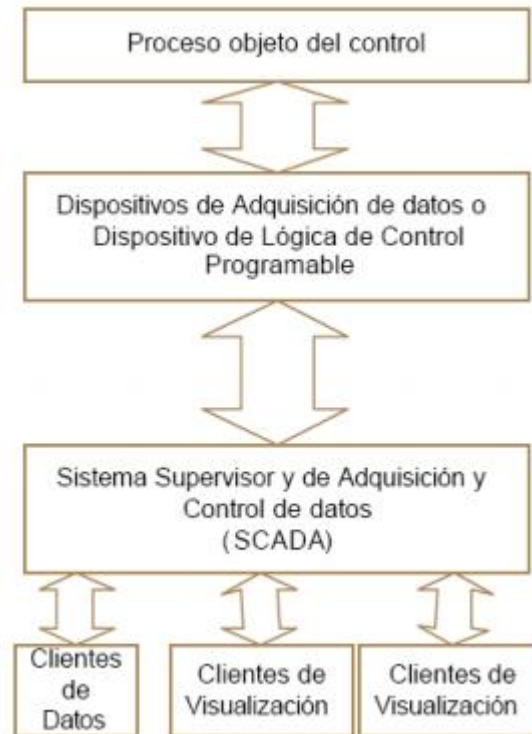 Proceso objeto del control
Dispositivos de Adquisición de datos o
Dispositivo de Lógica de Control
Programable
Sistema Supervisor y de Adquisición y
Control de datos
(SCADA)
Clientes
de
Datos
Clientes de
Visualización
Clientes de
Visualización